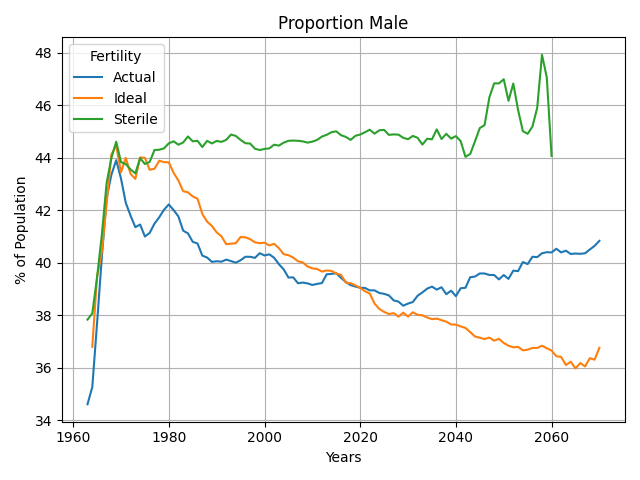 Proportion Male
Fertility
Actual
Ideal
Sterile
48
46
44
42
40
38
36
34
% of Population
1960
1980
2000
2020
2040
2060
Years